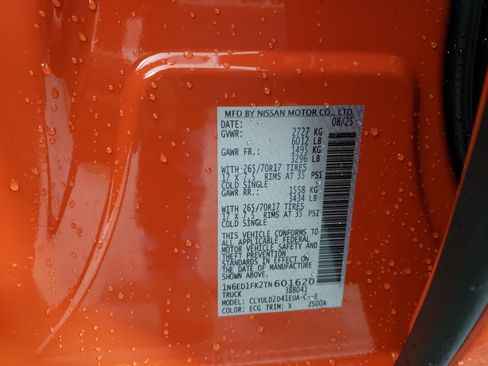 MFD BY NISSAN MOTOR CO., LTD.
DATE: 08/25
GVWR: 2727 KG
6012 LB
GAWR FR.: 1495 KG
3296 LB
WITH 265/70R17 TIRES
17 X 7.5 RIMS AT 35 PSI
COLD SINGLE
GAWR RR.: 1558 KG
3434 LB
WITH 265/70R17 TIRES
17 X 7.5 RIMS AT 35 PSI
COLD SINGLE
THIS VEHICLE CONFORMS TO
ALL APPLICABLE FEDERAL
MOTOR VEHICLE SAFETY AND
THEFT PREVENTION
STANDARDS IN EFFECT ON
THE DATE OF MANUFACTURE
SHOWN ABOVE.
1N6ED1FK2TN601620
TRUCK 388041
MODEL:
COLOR: ECG TRIM: X